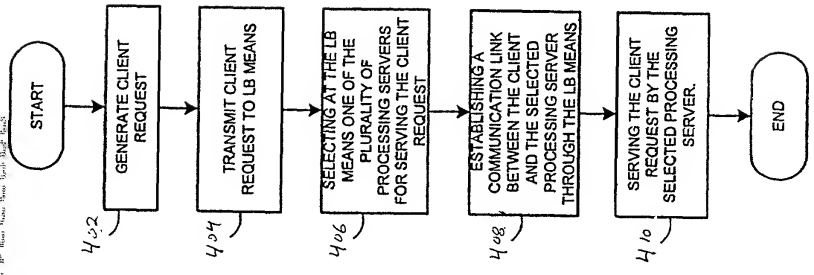 START
402
GENERATE CLIENT
REQUEST
404
TRANSMIT CLIENT
REQUEST TO LB MEANS
406
SELECTING AT THE LB
MEANS ONE OF THE
PLURALITY OF
PROCESSING SERVERS
FOR SERVING THE CLIENT
REQUEST
408
ESTABLISHING A
COMMUNICATION LINK
BETWEEN THE CLIENT
AND THE SELECTED
PROCESSING SERVER
THROUGH THE LB MEANS
410
SERVING THE CLIENT
REQUEST BY THE
SELECTED PROCESSING
SERVER.
END